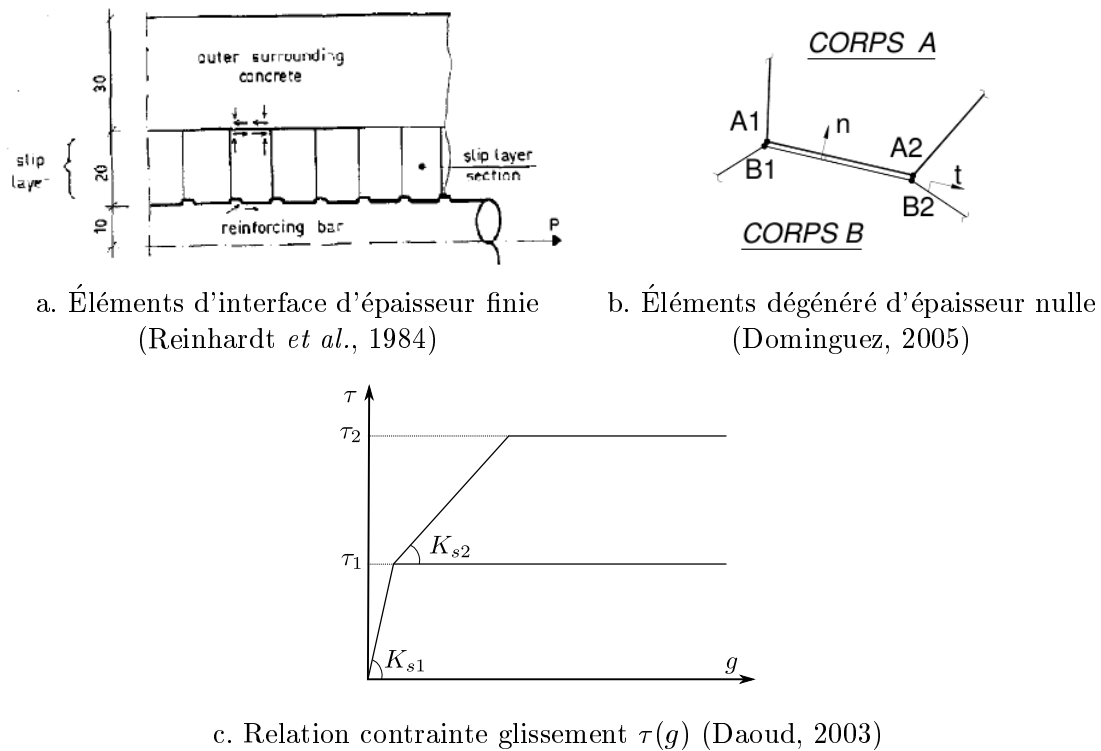 outer surrounding
concrete
30
slip
layer
20
10
slip layer
section
reinforcing bar
P
CORPS A
A1
n
A2
B1
t
B2
CORPS B
a. Éléments d'interface d'épaisseur finie
(Reinhardt et al., 1984)
b. Éléments dégénéré d'épaisseur nulle
(Dominguez, 2005)
τ
τ2
Ks2
τ1
Ks1
g
c. Relation contrainte glissement τ(g) (Daoud, 2003)